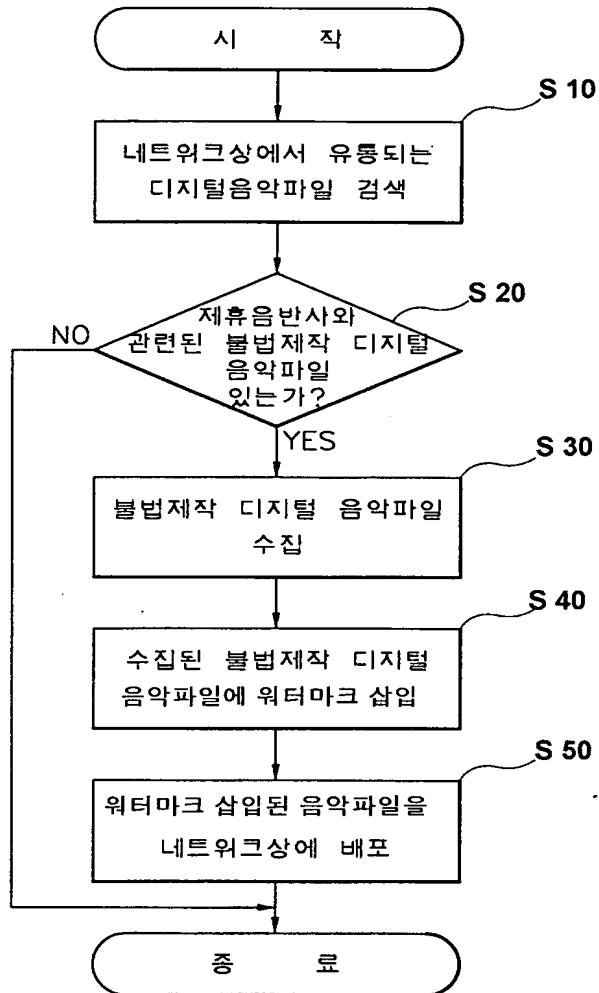 시 작
S 10
네트워크상에서 유통되는
디지털음악파일 검색
S 20
제휴음반사와
관련된 불법제작 디지털
음악파일
있는가?
NO
YES
S 30
불법제작 디지털 음악파일
수집
S 40
수집된 불법제작 디지털
음악파일에 워터마크 삽입
S 50
워터마크 삽입된 음악파일을
네트워크상에 배포
종 료